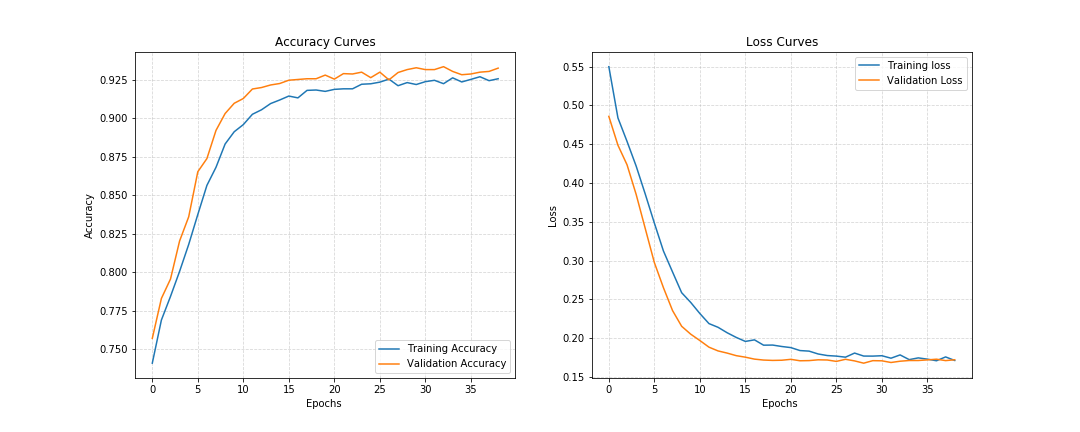 Accuracy Curves
Accuracy
0.925
0.900
0.875
0.850
0.825
0.800
0.775
0.750
Training Accuracy
Validation Accuracy
0 5 10 15 20 25 30 35
Epochs
Loss Curves
Loss
0.55
0.50
0.45
0.40
0.35
0.30
0.25
0.20
0.15
Training loss
Validation Loss
0 5 10 15 20 25 30 35
Epochs